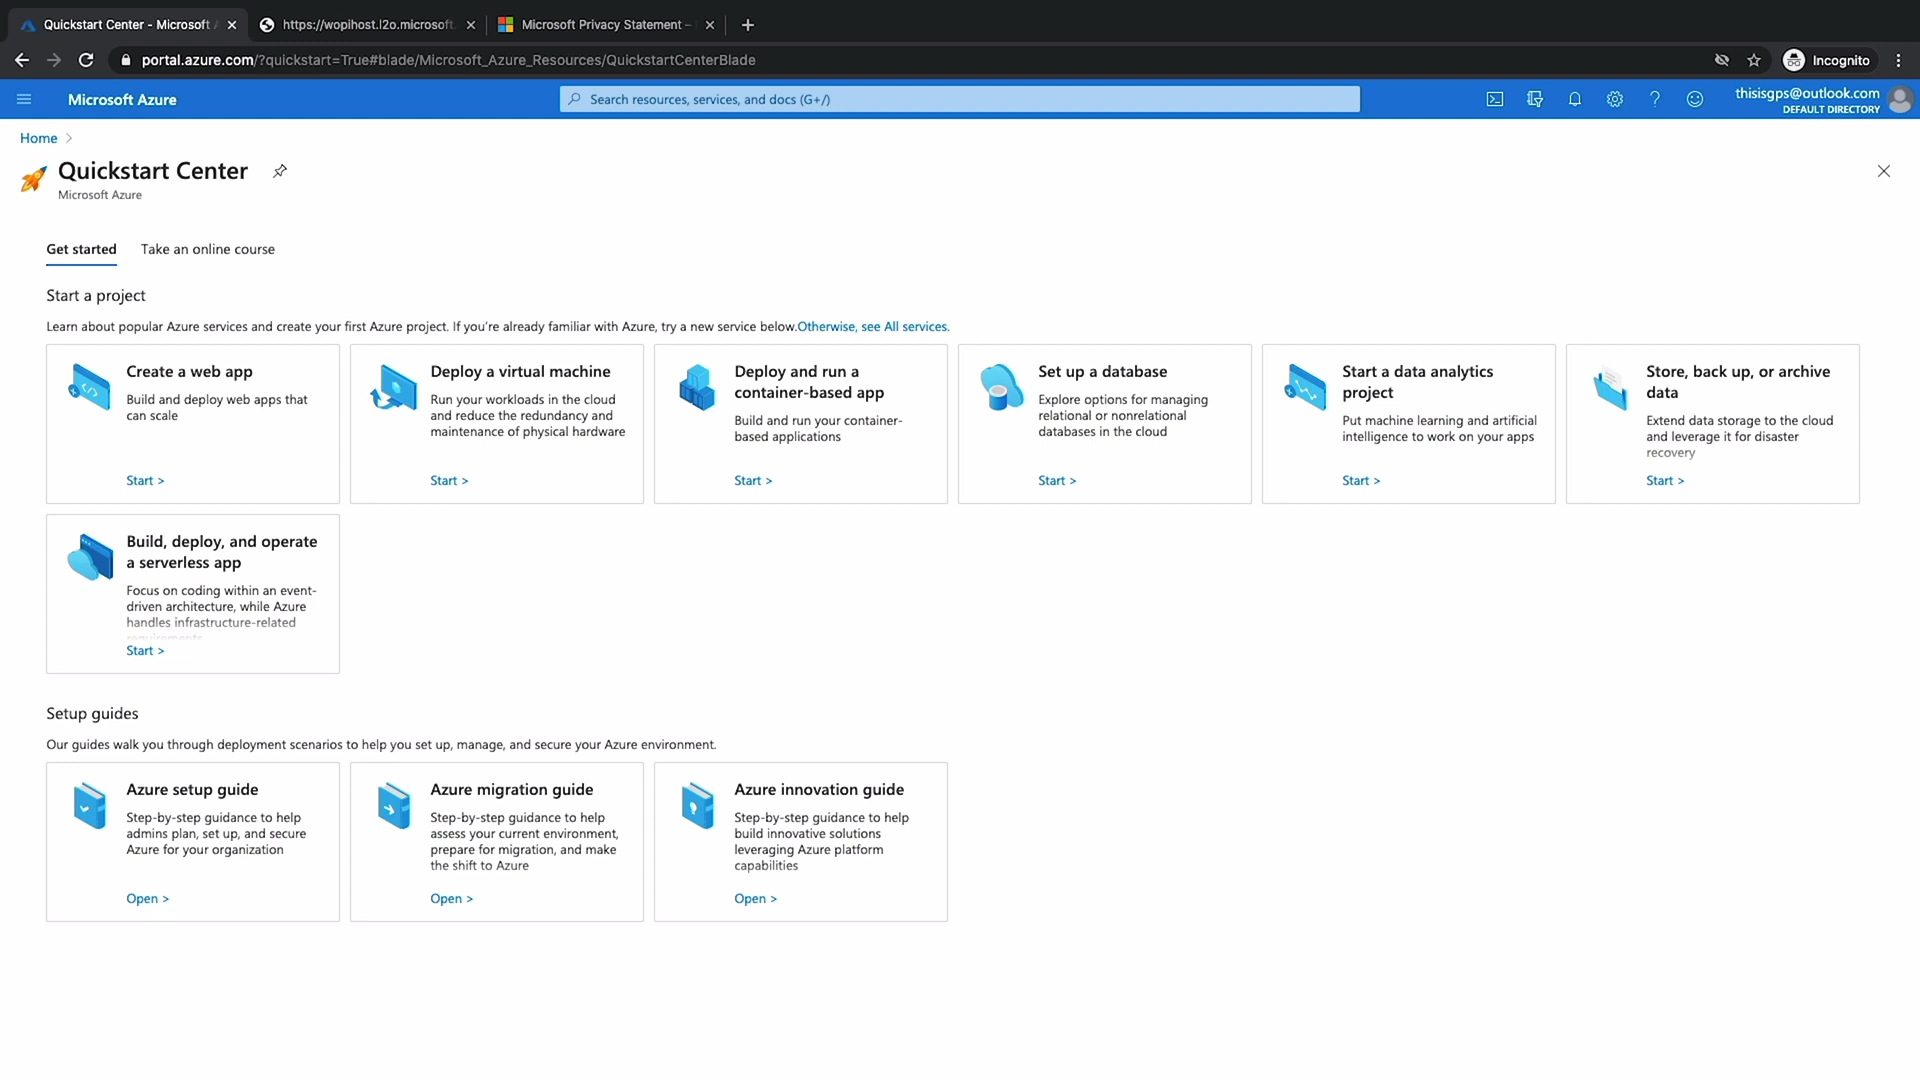 Quickstart Center - Microsoft A
https://wopihost.l2o.microsoft.
Microsoft Privacy Statement –
portal.azure.com/?quickstart=True#blade/Microsoft_Azure_Resources/QuickstartCenterBlade
Incognito
Microsoft Azure
Search resources, services, and docs (G+/)
thisisgps@outlook.com
DEFAULT DIRECTORY
Home
Quickstart Center
Microsoft Azure
Get started
Take an online course
Start a project
Learn about popular Azure services and create your first Azure project. If you're already familiar with Azure, try a new service below.Otherwise, see All services.
Create a web app
Build and deploy web apps that
can scale
Start >
Deploy a virtual machine
Run your workloads in the cloud
and reduce the redundancy and
maintenance of physical hardware
Start >
Deploy and run a
container-based app
Build and run your container-
based applications
Start >
Set up a database
Explore options for managing
relational or nonrelational
databases in the cloud
Start >
Start a data analytics
project
Put machine learning and artificial
intelligence to work on your apps
Start >
Store, back up, or archive
data
Extend data storage to the cloud
and leverage it for disaster
recovery
Start >
Build, deploy, and operate
a serverless app
Focus on coding within an event-
driven architecture, while Azure
handles infrastructure-related
requirements
Start >
Setup guides
Our guides walk you through deployment scenarios to help you set up, manage, and secure your Azure environment.
Azure setup guide
Step-by-step guidance to help
admins plan, set up, and secure
Azure for your organization
Open >
Azure migration guide
Step-by-step guidance to help
assess your current environment,
prepare for migration, and make
the shift to Azure
Open >
Azure innovation guide
Step-by-step guidance to help
build innovative solutions
leveraging Azure platform
capabilities
Open >